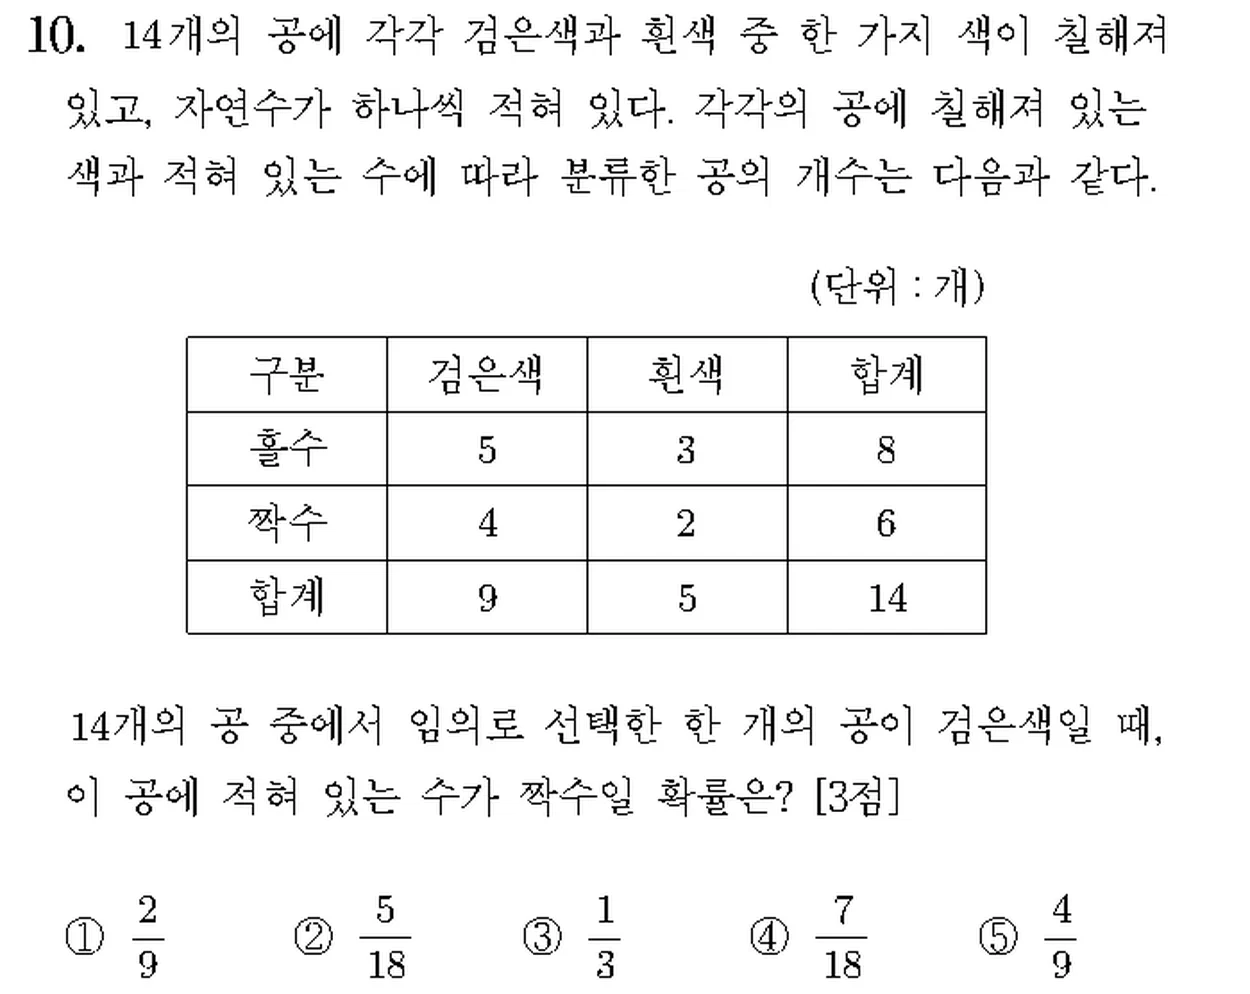 10. 14개의 공에 각각 검은색과 흰색 중 한 가지 색이 칠해져
있고, 자연수가 하나씩 적혀 있다. 각각의 공에 칠해져 있는
색과 적혀 있는 수에 따라 분류한 공의 개수는 다음과 같다.
(단위 : 개)
구분 검은색 흰색 합계
홀수 5 3 8
짝수 4 2 6
합계 9 5 14
14개의 공 중에서 임의로 선택한 한 개의 공이 검은색일 때,
이 공에 적혀 있는 수가 짝수일 확률은? [3점]
① 2/9 ② 5/18 ③ 1/3 ④ 7/18 ⑤ 4/9